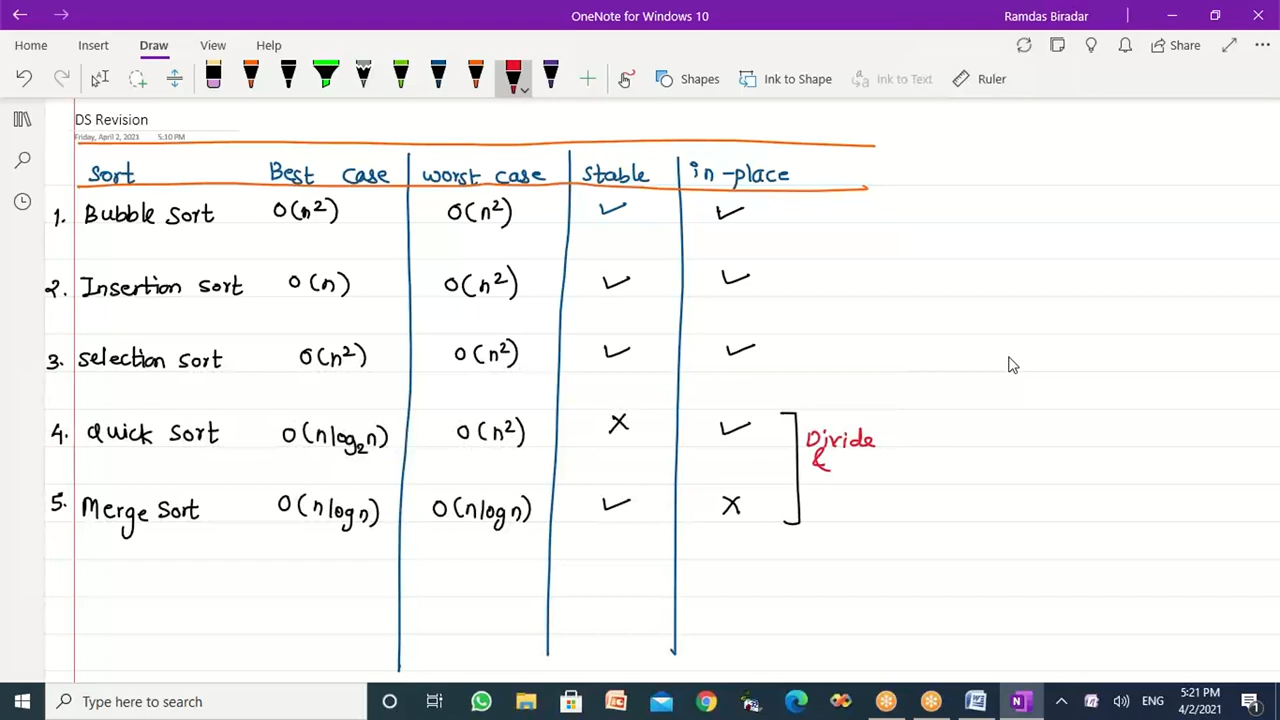 OneNote for Windows 10
Ramdas Biradar
Home Insert Draw View Help
Share
Shapes Ink to Shape Ink to Text Ruler
DS Revision
Friday, April 2, 2021 5:10 PM
Sort Best case worst case stable in-place
1. Bubble sort O(n²) O(n²) ✓ ✓
2. Insertion sort O(n) O(n²) ✓ ✓
3. selection sort O(n²) O(n²) ✓ ✓
4. Quick sort O(nlog₂n) O(n²) X ✓
Divide
&
5. Merge sort O(nlogn) O(nlogn) ✓ X
Type here to search
ENG
5:21 PM
4/2/2021